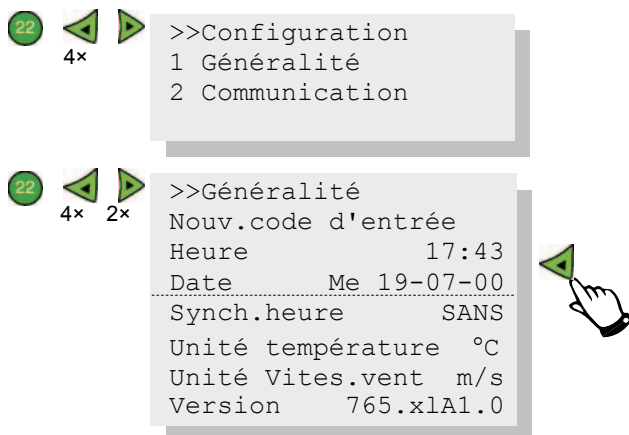 22
4×
>>Configuration
1 Généralité
2 Communication
22
4× 2×
>>Généralité
Nouv.code d'entrée
Heure 17:43
Date Me 19-07-00
Synch.heure SANS
Unité température °C
Unité Vites.vent m/s
Version 765.xlA1.0